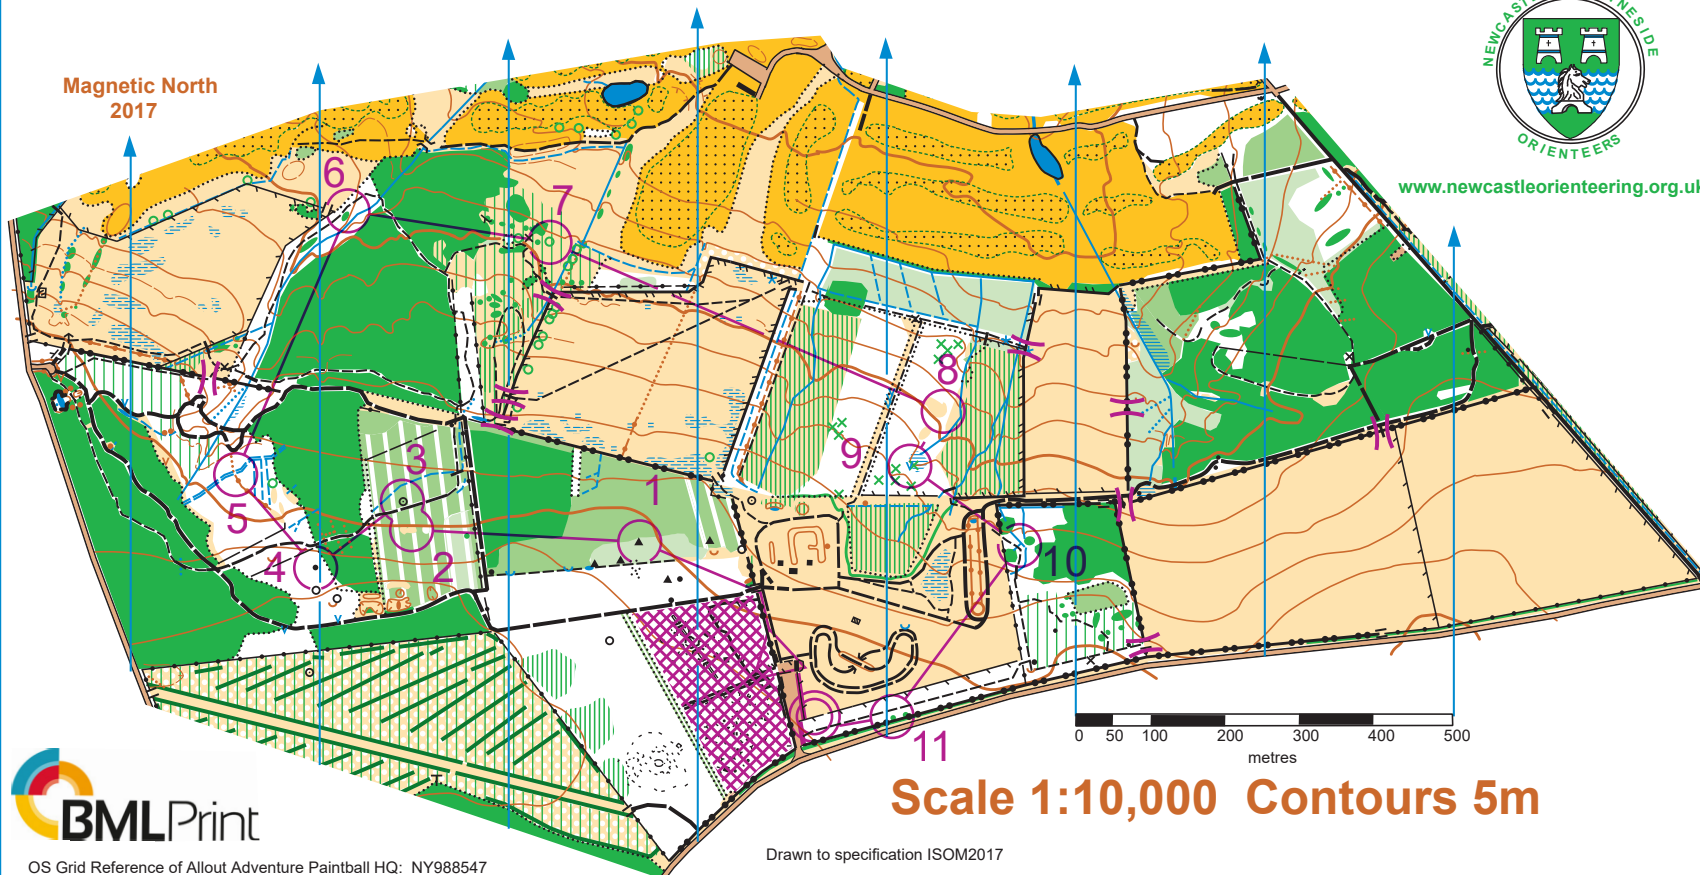 Magnetic North
2017
NEWCASTLE
TYNESIDE
ORIENTEERS
www.newcastleorienteering.org.uk
6
7
8
9
3
1
5
4
2
10
11
0 50 100 200 300 400 500
metres
Scale 1:10,000 Contours 5m
BMLPrint
Drawn to specification ISOM2017
OS Grid Reference of Allout Adventure Paintball HQ: NY988547